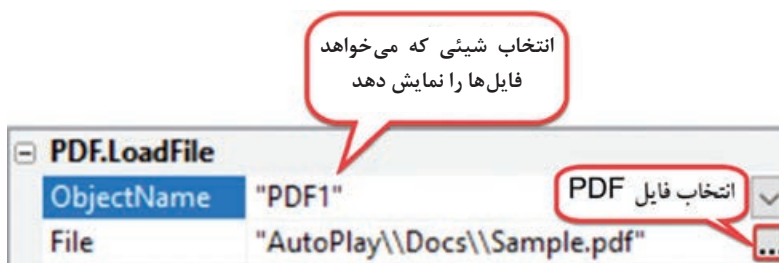 انتخاب شیئی که می‌خواهد
فایل‌ها را نمایش دهد
PDF.LoadFile
ObjectName "PDF1"
انتخاب فایل PDF
File "AutoPlay\\Docs\\Sample.pdf" ...